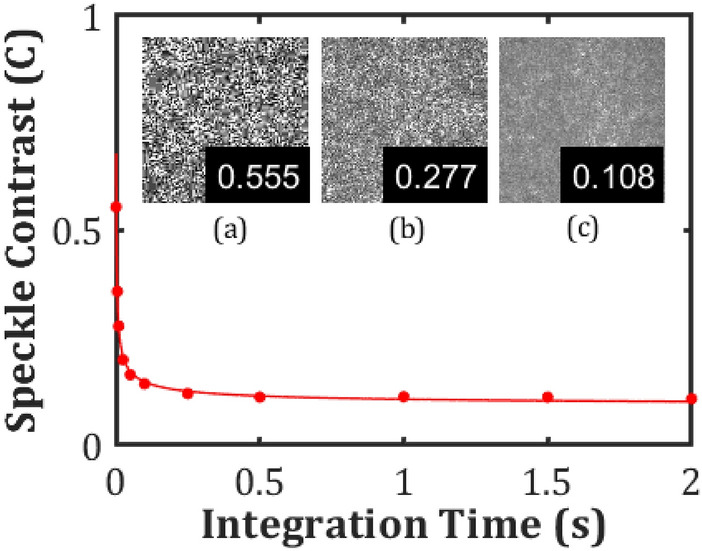 1
0.5
0
Speckle Contrast (C)
0.555
0.277
0.108
(a)
(b)
(c)
0
0.5
1
1.5
2
Integration Time (s)